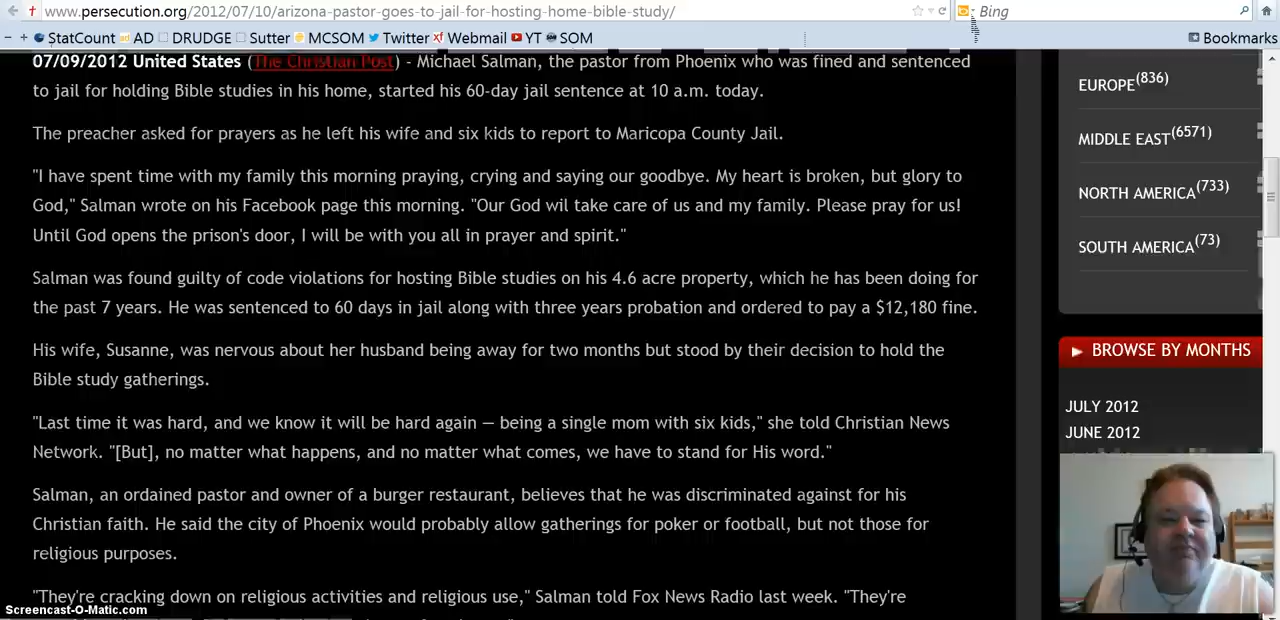 www.persecution.org/2012/07/10/arizona-pastor-goes-to-jail-for-hosting-home-bible-study/
Bing
StatCount AD DRUDGE Sutter MCSOM Twitter Webmail YT SOM Bookmarks
07/09/2012 United States (The Christian Post) - Michael Salman, the pastor from Phoenix who was fined and sentenced
to jail for holding Bible studies in his home, started his 60-day jail sentence at 10 a.m. today.
The preacher asked for prayers as he left his wife and six kids to report to Maricopa County Jail.
"I have spent time with my family this morning praying, crying and saying our goodbye. My heart is broken, but glory to
God," Salman wrote on his Facebook page this morning. "Our God wil take care of us and my family. Please pray for us!
Until God opens the prison's door, I will be with you all in prayer and spirit."
Salman was found guilty of code violations for hosting Bible studies on his 4.6 acre property, which he has been doing for
the past 7 years. He was sentenced to 60 days in jail along with three years probation and ordered to pay a $12,180 fine.
His wife, Susanne, was nervous about her husband being away for two months but stood by their decision to hold the
Bible study gatherings.
"Last time it was hard, and we know it will be hard again — being a single mom with six kids," she told Christian News
Network. "[But], no matter what happens, and no matter what comes, we have to stand for His word."
Salman, an ordained pastor and owner of a burger restaurant, believes that he was discriminated against for his
Christian faith. He said the city of Phoenix would probably allow gatherings for poker or football, but not those for
religious purposes.
"They're cracking down on religious activities and religious use," Salman told Fox News Radio last week. "They're
EUROPE(836)
MIDDLE EAST(6571)
NORTH AMERICA(733)
SOUTH AMERICA(73)
BROWSE BY MONTHS
JULY 2012
JUNE 2012
Screencast-O-Matic.com